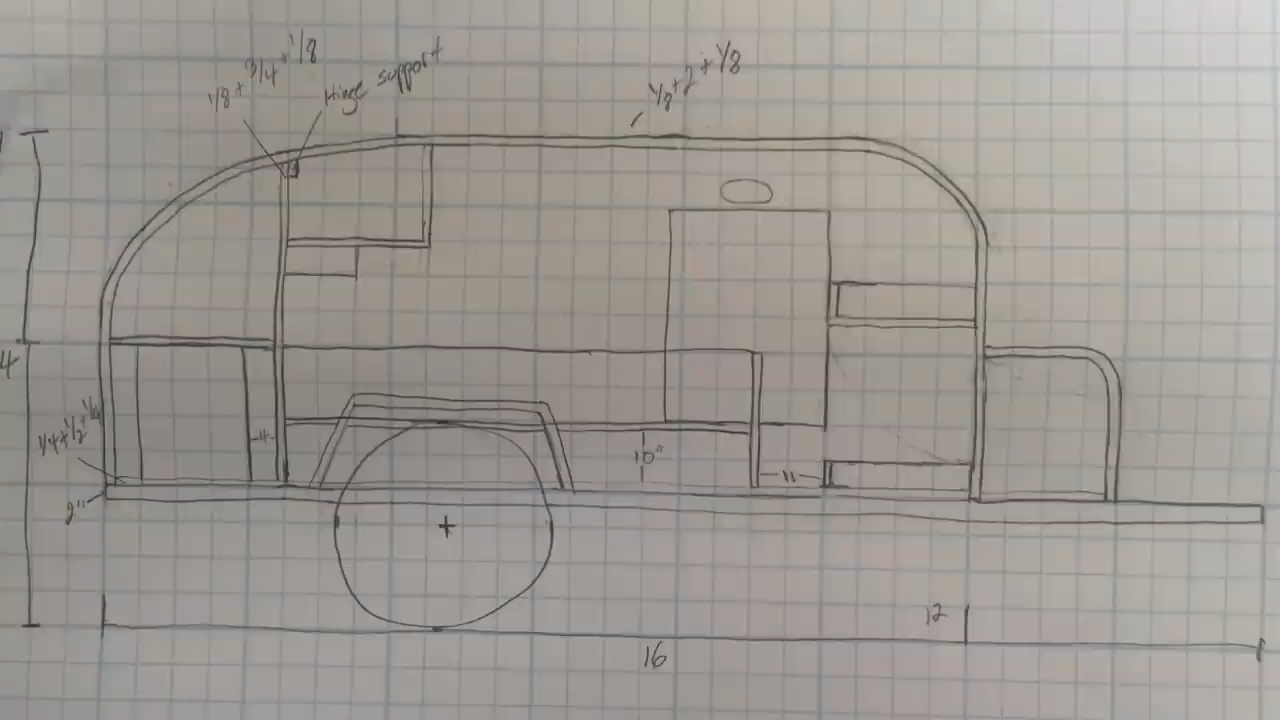 1/8 + 3/4 + 1/8
Hinge support
1/8 + 2 + 1/8
4
1/4 + 1/2 + 1/4
4
10"
11
2"
12
16